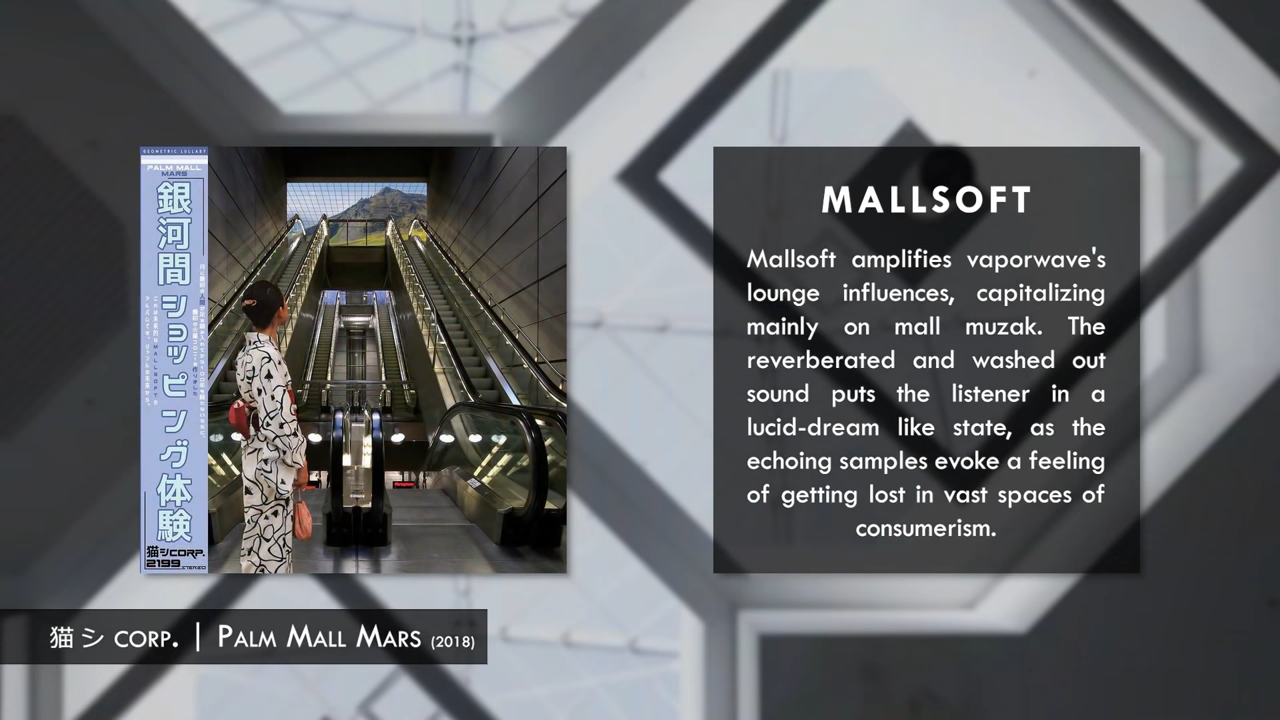 GEOMETRIC LULLABY
PALM MALL
MARS
銀河間ショッピング体験
猫シCORP.
2199
STEREO
MALLSOFT
Mallsoft amplifies vaporwave's
lounge influences, capitalizing
mainly on mall muzak. The
reverberated and washed out
sound puts the listener in a
lucid-dream like state, as the
echoing samples evoke a feeling
of getting lost in vast spaces of
consumerism.
猫シ CORP. | PALM MALL MARS (2018)